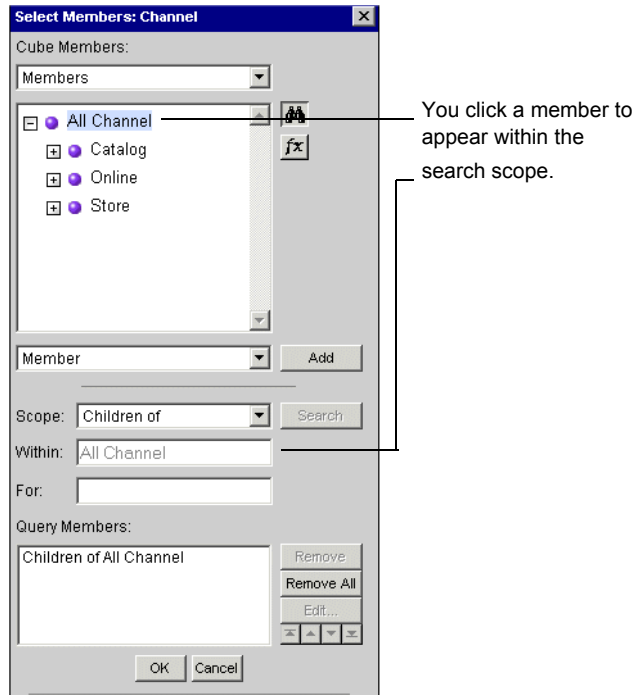 Select Members: Channel
Cube Members:
Members
All Channel
Catalog
Online
Store
fx
You click a member to
appear within the
search scope.
Member
Add
Scope:
Children of
Search
Within:
All Channel
For:
Query Members:
Children of All Channel
Remove
Remove All
Edit...
OK
Cancel